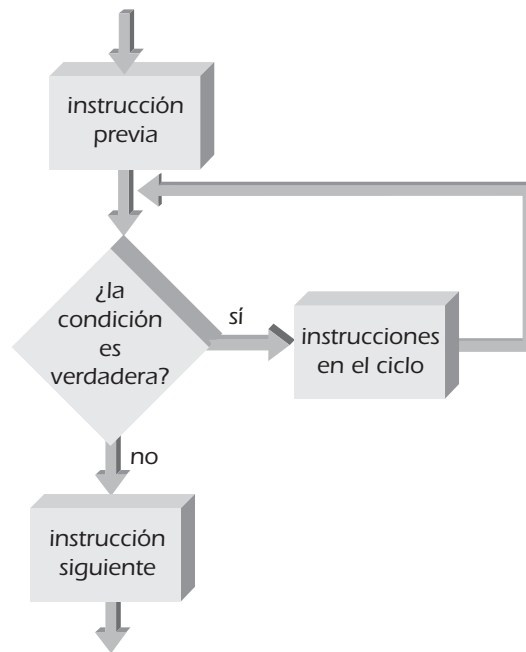 instrucción
previa
¿la
condición
es
verdadera?
sí
instrucciones
en el ciclo
no
instrucción
siguiente